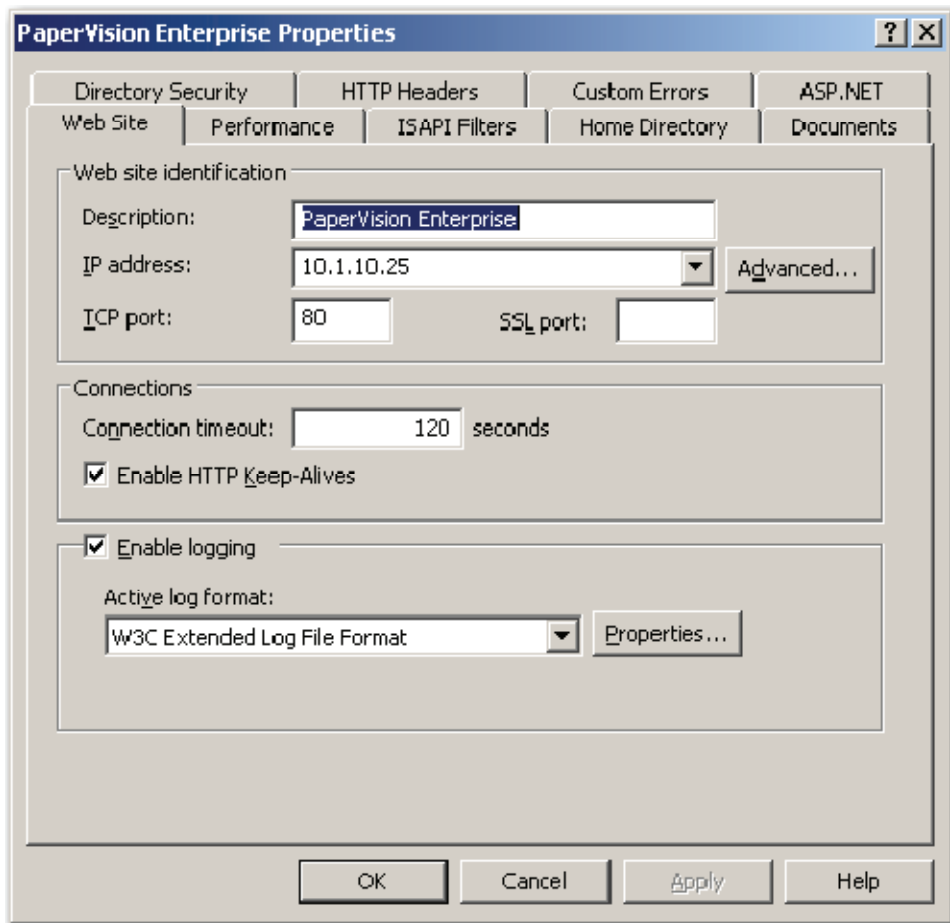 PaperVision Enterprise Properties
Directory Security HTTP Headers Custom Errors ASP.NET
Web Site Performance ISAPI Filters Home Directory Documents
Web site identification
Description: PaperVision Enterprise
IP address: 10.1.10.25 Advanced...
TCP port: 80 SSL port:
Connections
Connection timeout: 120 seconds
Enable HTTP Keep-Alives
Enable logging
Active log format:
W3C Extended Log File Format Properties...
OK Cancel Apply Help